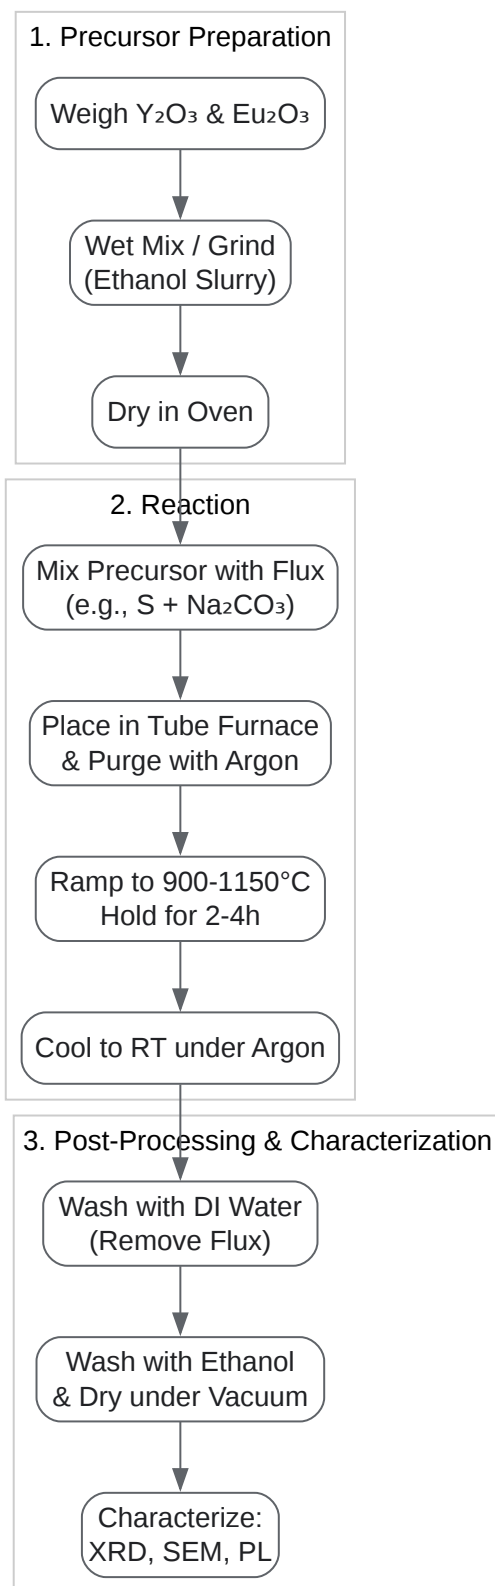 1. Precursor Preparation
Weigh Y₂O₃ & Eu₂O₃
Wet Mix / Grind
(Ethanol Slurry)
Dry in Oven
2. Reaction
Mix Precursor with Flux
(e.g., S + Na₂CO₃)
Place in Tube Furnace
& Purge with Argon
Ramp to 900-1150°C
Hold for 2-4h
Cool to RT under Argon
3. Post-Processing & Characterization
Wash with DI Water
(Remove Flux)
Wash with Ethanol
& Dry under Vacuum
Characterize:
XRD, SEM, PL